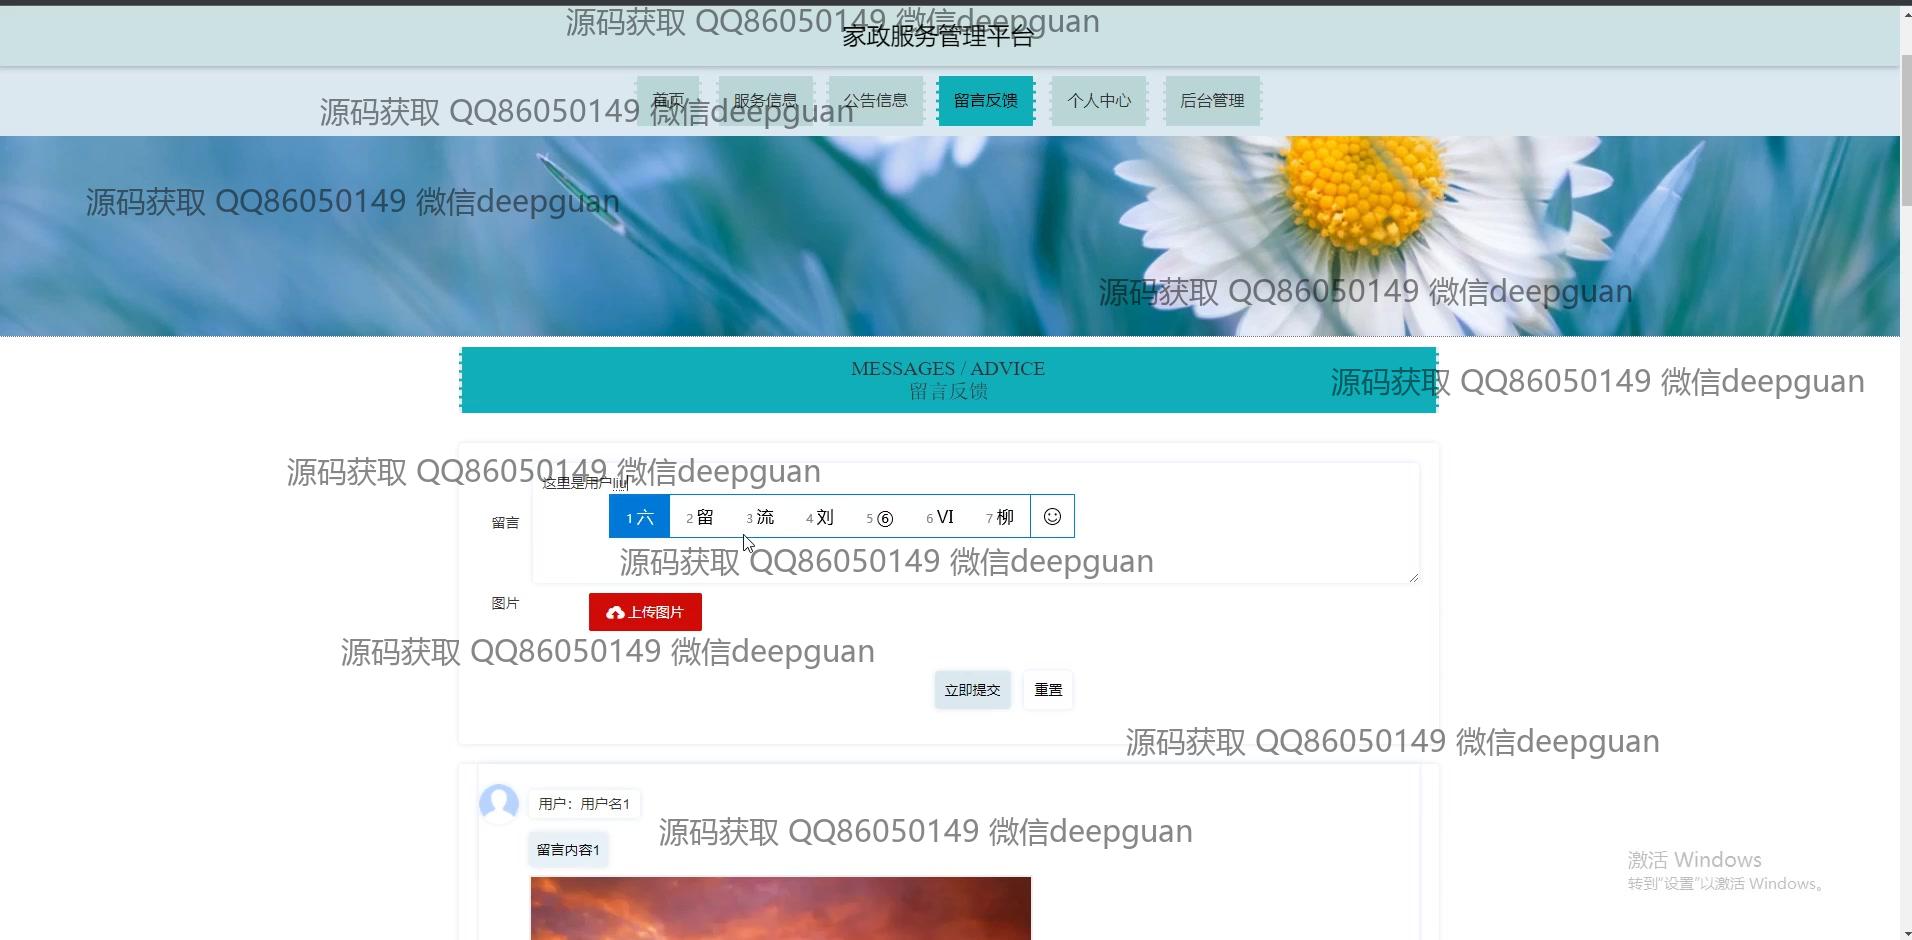 源码获取 QQ86050149 微信deepguan
家政服务管理平台
首页 服务信息 公告信息 留言反馈 个人中心 后台管理
源码获取 QQ86050149 微信deepguan
源码获取 QQ86050149 微信deepguan
源码获取 QQ86050149 微信deepguan
MESSAGES / ADVICE
留言反馈
源码获取 QQ86050149 微信deepguan
源码获取 QQ86050149 微信deepguan
这里是用户liu
留言
1 六 2 留 3 流 4 刘 5 ⑥ 6 Ⅵ 7 柳
源码获取 QQ86050149 微信deepguan
图片
上传图片
源码获取 QQ86050149 微信deepguan
立即提交 重置
源码获取 QQ86050149 微信deepguan
用户：用户名1
源码获取 QQ86050149 微信deepguan
留言内容1
激活 Windows
转到"设置"以激活 Windows。